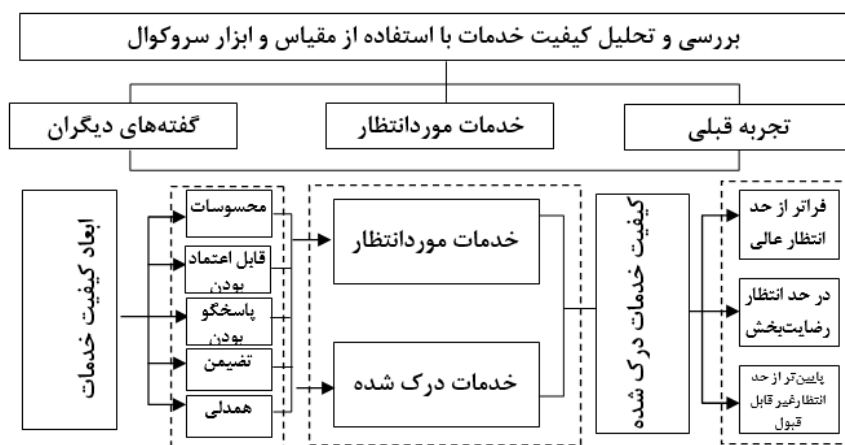 بررسی و تحلیل کیفیت خدمات با استفاده از مقیاس و ابزار سروکوال
تجربه قبلی
خدمات موردانتظار
گفته‌های دیگران
ابعاد کیفیت خدمات
محسوسات
قابل اعتماد
بودن
پاسخگو
بودن
تضیمن
همدلی
خدمات موردانتظار
خدمات درک شده
کیفیت خدمات درک شده
فراتر از حد
انتظار عالی
در حد انتظار
رضایت‌بخش
پایین‌تر از حد
انتظارغیر قابل
قبول